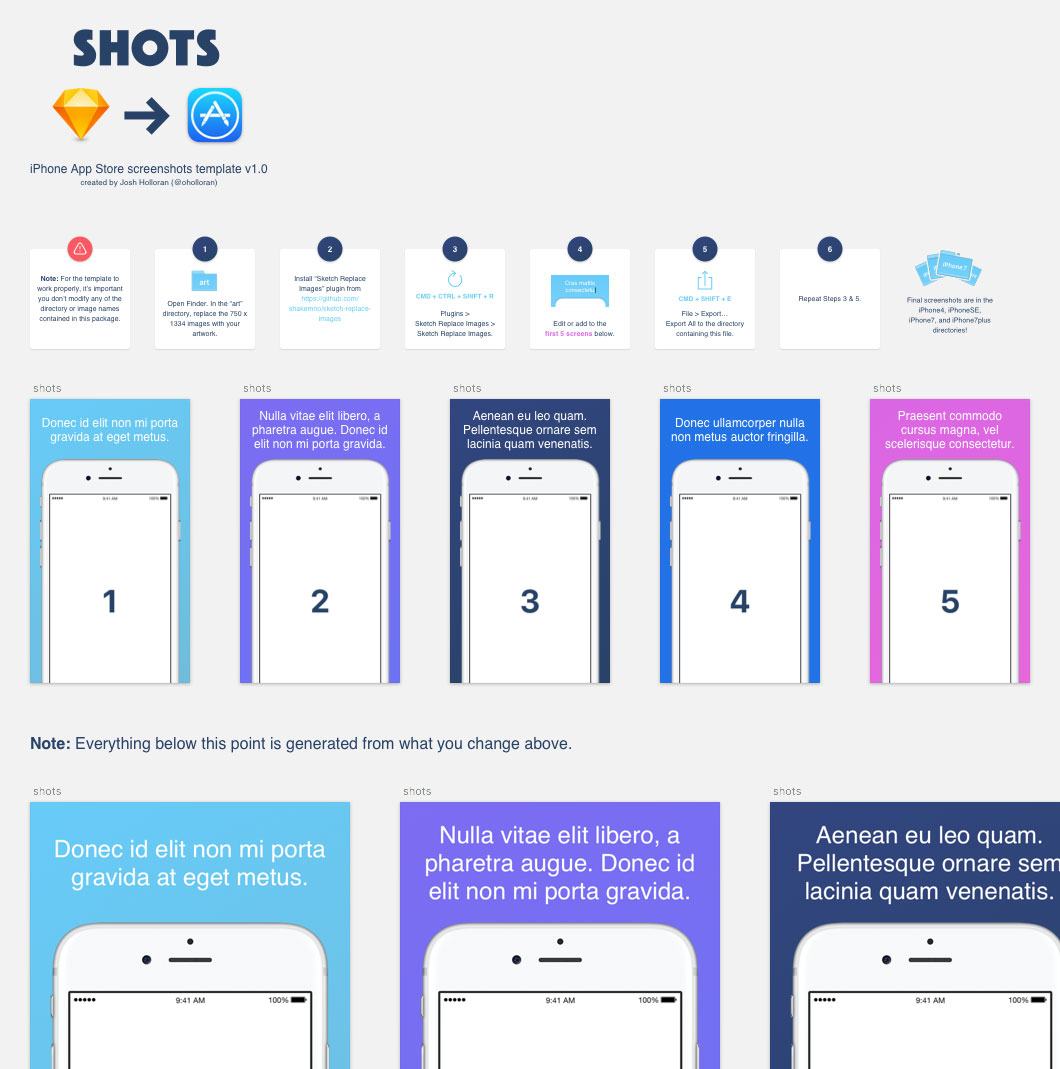 SHOTS
iPhone App Store screenshots template v1.0
created by Josh Holloran (@oholloran)
Note: For the template to
work properly, it's important
you don't modify any of the
directory or image names
contained in this package.
1
art
Open Finder. In the "art"
directory, replace the 750 x
1334 images with your
artwork.
2
Install "Sketch Replace
Images" plugin from
https://github.com/
shakemno/sketch-replace-
images
3
CMD + CTRL + SHIFT + R
Plugins >
Sketch Replace Images >
Sketch Replace Images.
4
Cras mattis
consectetu
Edit or add to the
first 5 screens below.
5
CMD + SHIFT + E
File > Export...
Export All to the directory
containing this file.
6
Repeat Steps 3 & 5.
iPhone7
Final screenshots are in the
iPhone4, iPhoneSE,
iPhone7, and iPhone7plus
directories!
shots
Donec id elit non mi porta
gravida at eget metus.
9:41 AM 100%
1
shots
Nulla vitae elit libero, a
pharetra augue. Donec id
elit non mi porta gravida.
9:41 AM 100%
2
shots
Aenean eu leo quam.
Pellentesque ornare sem
lacinia quam venenatis.
9:41 AM 100%
3
shots
Donec ullamcorper nulla
non metus auctor fringilla.
9:41 AM 100%
4
shots
Praesent commodo
cursus magna, vel
scelerisque consectetur.
9:41 AM 100%
5
Note: Everything below this point is generated from what you change above.
shots
Donec id elit non mi porta
gravida at eget metus.
9:41 AM 100%
shots
Nulla vitae elit libero, a
pharetra augue. Donec id
elit non mi porta gravida.
9:41 AM 100%
shots
Aenean eu leo quam.
Pellentesque ornare sem
lacinia quam venenatis.
9:41 AM 100%